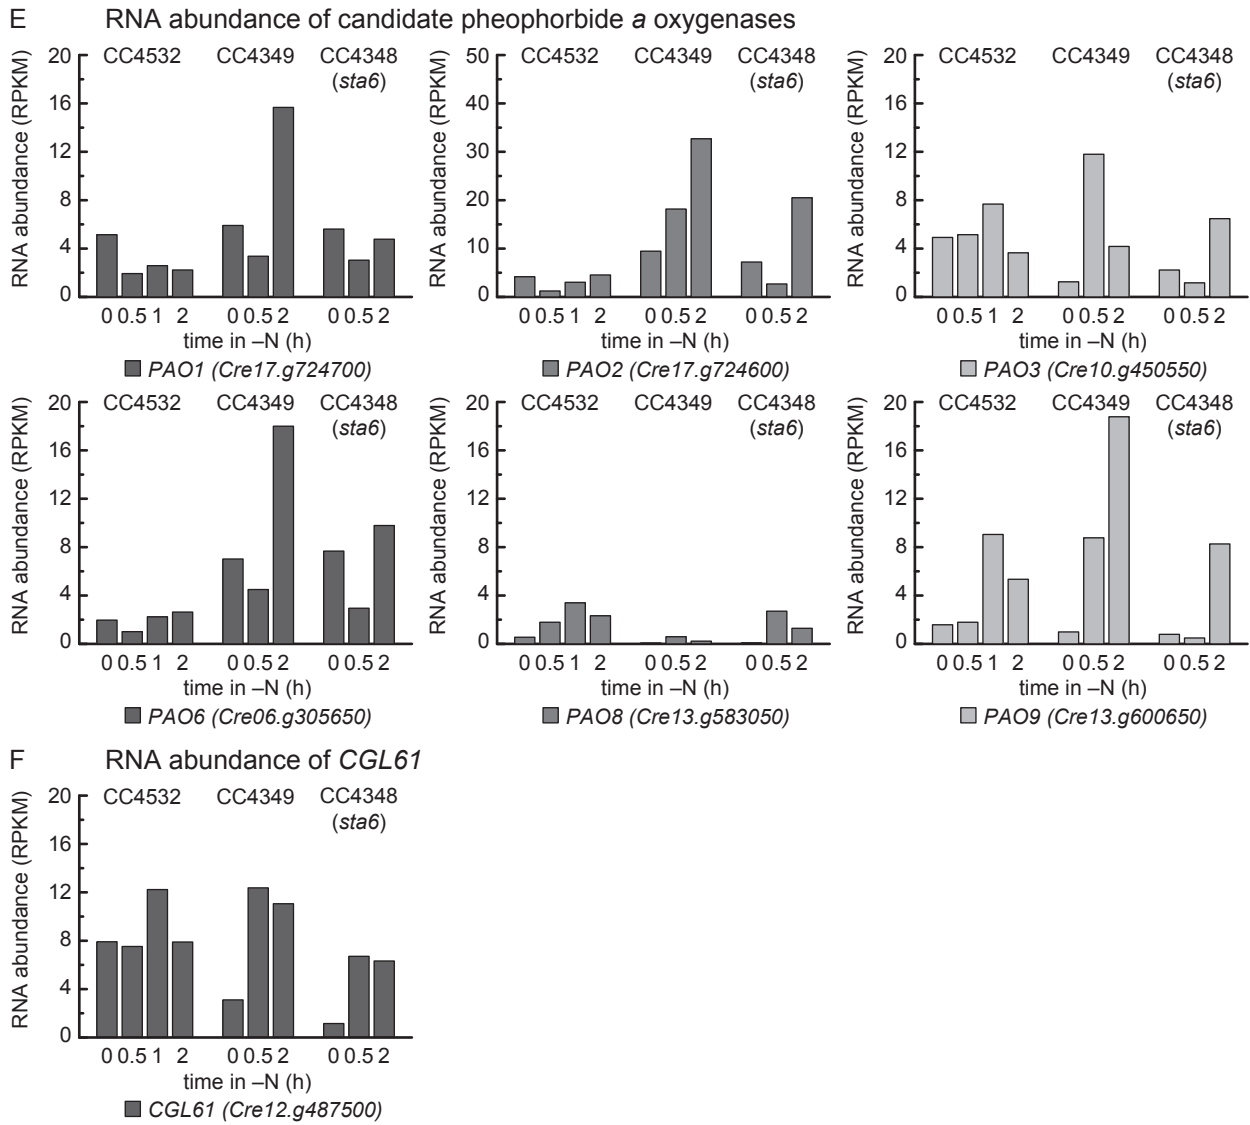 E RNA abundance of candidate pheophorbide a oxygenases
RNA abundance (RPKM)
20
16
12
8
4
0
CC4532 CC4349 CC4348
(sta6)
0 0.5 1 2 0 0.5 2 0 0.5 2
time in –N (h)
PAO1 (Cre17.g724700)
RNA abundance (RPKM)
50
40
30
20
10
0
CC4532 CC4349 CC4348
(sta6)
0 0.5 1 2 0 0.5 2 0 0.5 2
time in –N (h)
PAO2 (Cre17.g724600)
RNA abundance (RPKM)
20
16
12
8
4
0
CC4532 CC4349 CC4348
(sta6)
0 0.5 1 2 0 0.5 2 0 0.5 2
time in –N (h)
PAO3 (Cre10.g450550)
RNA abundance (RPKM)
20
16
12
8
4
0
CC4532 CC4349 CC4348
(sta6)
0 0.5 1 2 0 0.5 2 0 0.5 2
time in –N (h)
PAO6 (Cre06.g305650)
RNA abundance (RPKM)
20
16
12
8
4
0
CC4532 CC4349 CC4348
(sta6)
0 0.5 1 2 0 0.5 2 0 0.5 2
time in –N (h)
PAO8 (Cre13.g583050)
RNA abundance (RPKM)
20
16
12
8
4
0
CC4532 CC4349 CC4348
(sta6)
0 0.5 1 2 0 0.5 2 0 0.5 2
time in –N (h)
PAO9 (Cre13.g600650)
F RNA abundance of CGL61
RNA abundance (RPKM)
20
16
12
8
4
0
CC4532 CC4349 CC4348
(sta6)
0 0.5 1 2 0 0.5 2 0 0.5 2
time in –N (h)
CGL61 (Cre12.g487500)